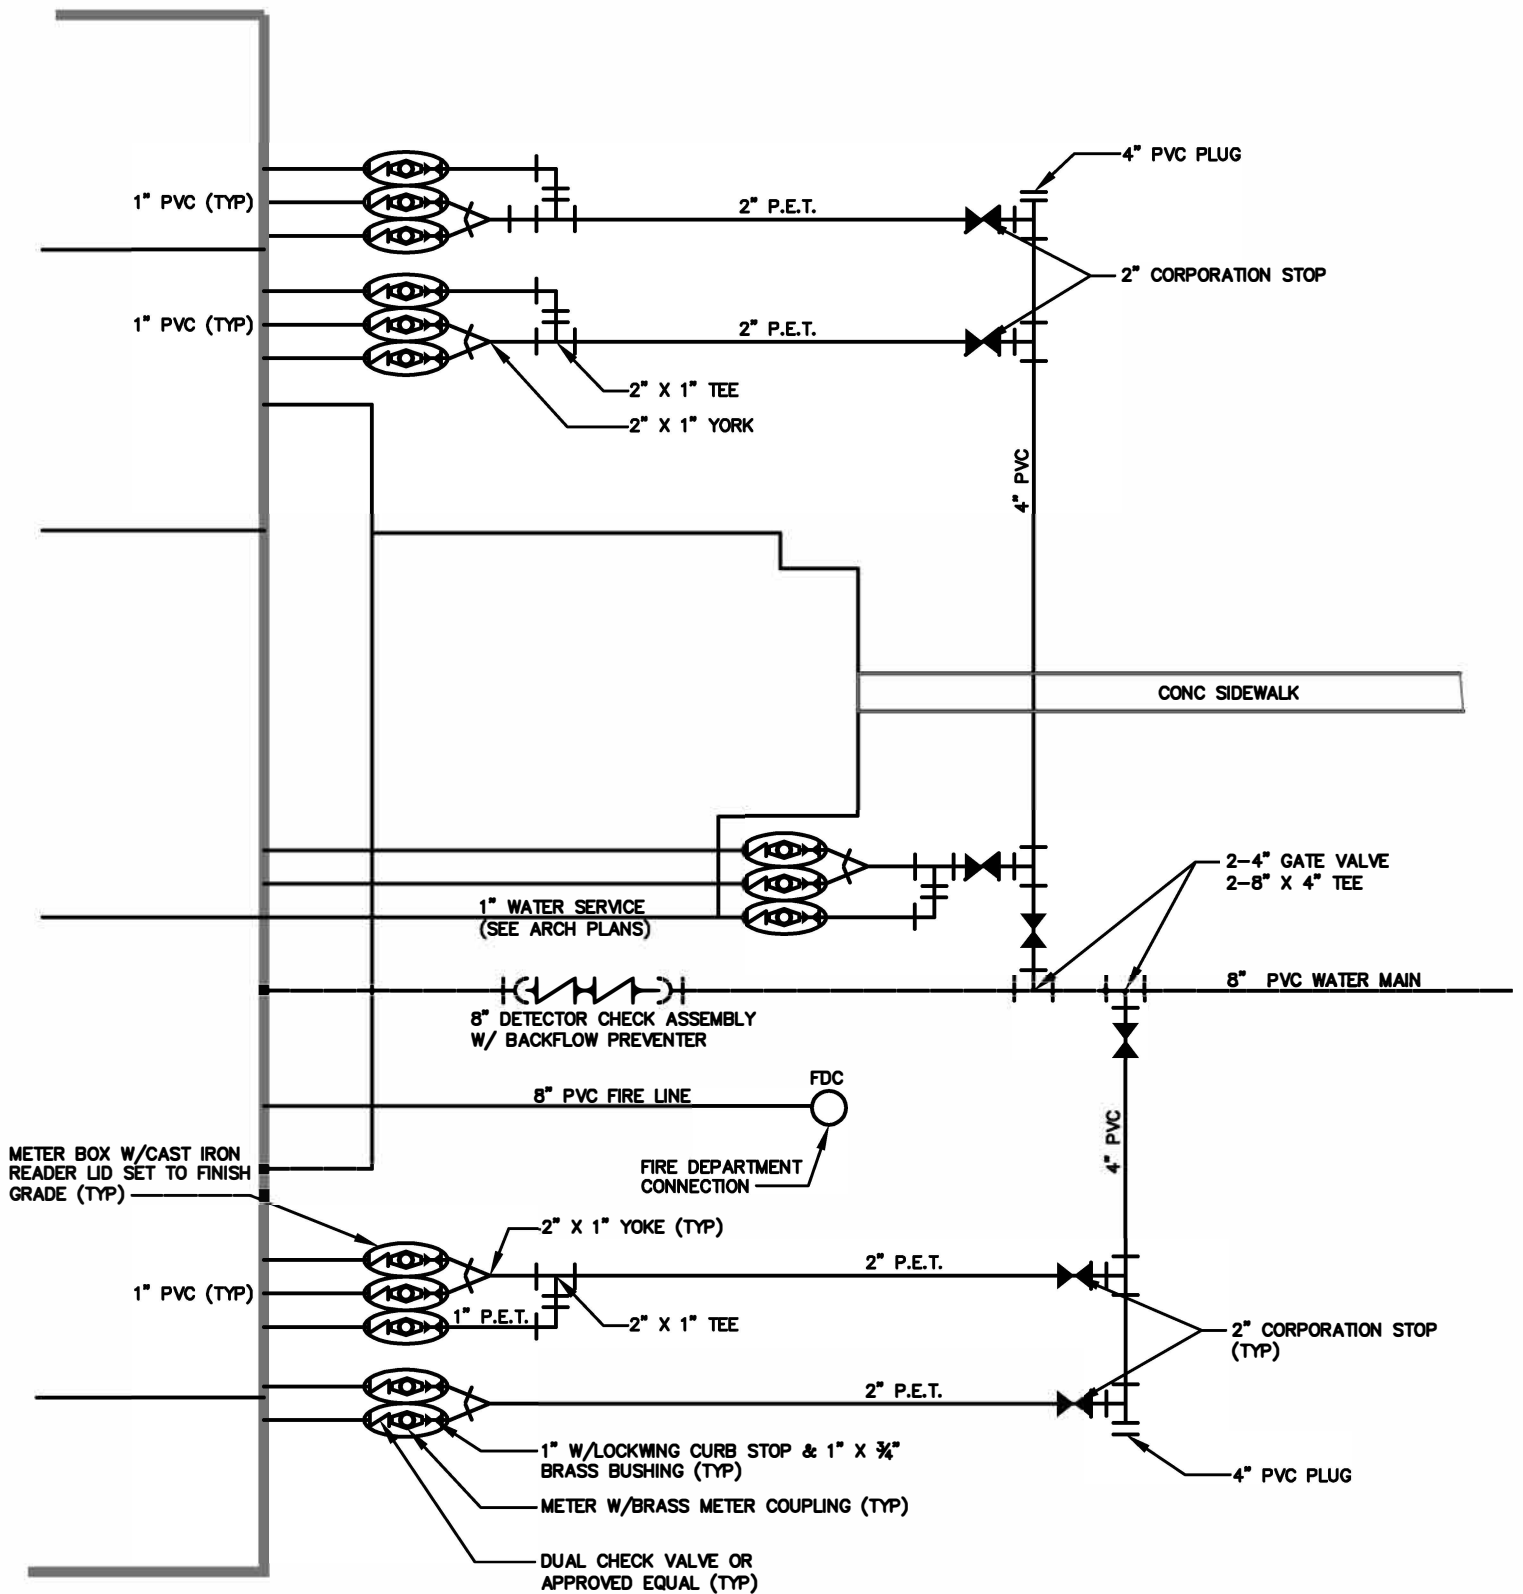 4" PVC PLUG
1" PVC (TYP)
2" P.E.T.
2" CORPORATION STOP
1" PVC (TYP)
2" P.E.T.
2" X 1" TEE
2" X 1" YORK
4" PVC
CONC SIDEWALK
2-4" GATE VALVE
2-8" X 4" TEE
1" WATER SERVICE
(SEE ARCH PLANS)
8" PVC WATER MAIN
8" DETECTOR CHECK ASSEMBLY
W/ BACKFLOW PREVENTER
FDC
8" PVC FIRE LINE
4" PVC
METER BOX W/CAST IRON
READER LID SET TO FINISH
GRADE (TYP)
FIRE DEPARTMENT
CONNECTION
2" X 1" YOKE (TYP)
2" P.E.T.
1" PVC (TYP)
1" P.E.T.
2" X 1" TEE
2" CORPORATION STOP
(TYP)
2" P.E.T.
1" W/LOCKWING CURB STOP & 1" X ¾"
BRASS BUSHING (TYP)
4" PVC PLUG
METER W/BRASS METER COUPLING (TYP)
DUAL CHECK VALVE OR
APPROVED EQUAL (TYP)